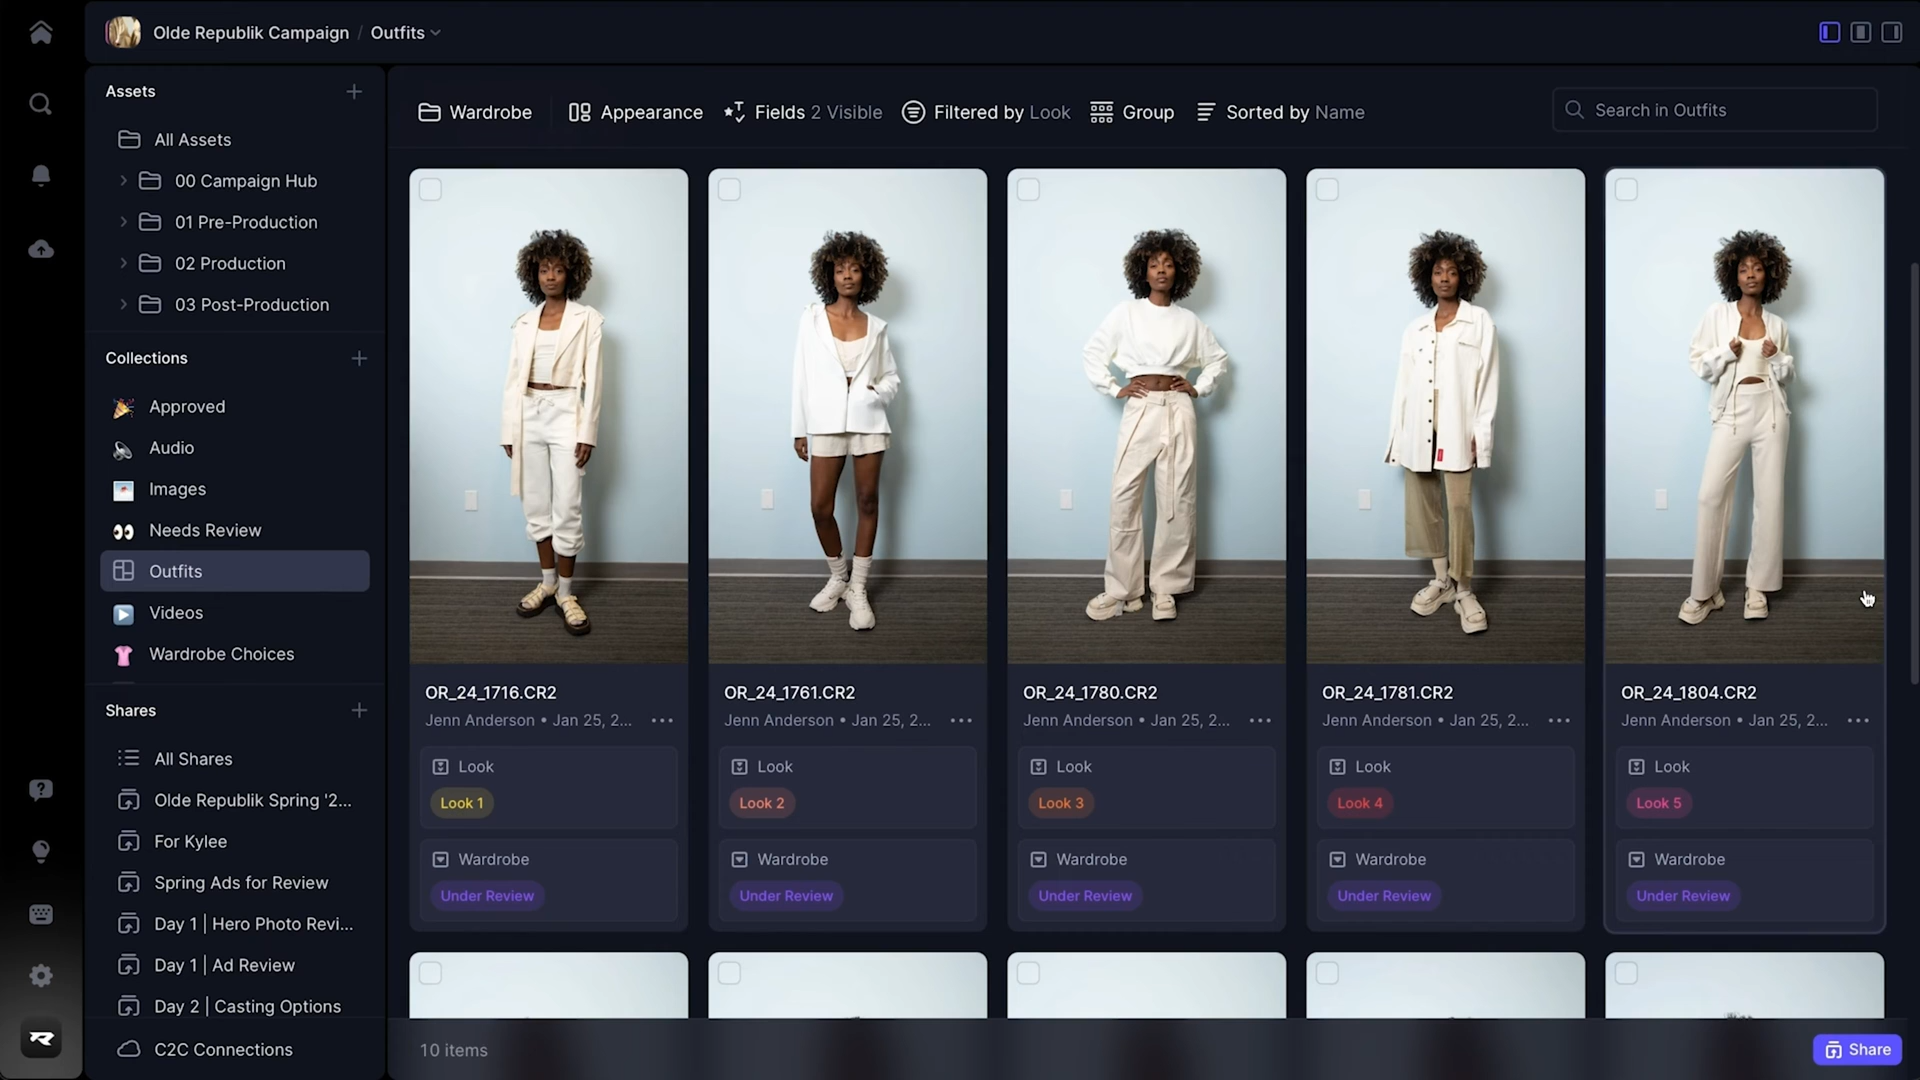 Olde Republik Campaign / Outfits
Assets
All Assets
00 Campaign Hub
01 Pre-Production
02 Production
03 Post-Production
Collections
Approved
Audio
Images
Needs Review
Outfits
Videos
Wardrobe Choices
Shares
All Shares
Olde Republik Spring '2...
For Kylee
Spring Ads for Review
Day 1 | Hero Photo Revi...
Day 1 | Ad Review
Day 2 | Casting Options
C2C Connections
Wardrobe Appearance Fields 2 Visible Filtered by Look Group Sorted by Name Search in Outfits
OR_24_1716.CR2
Jenn Anderson • Jan 25, 2...
Look
Look 1
Wardrobe
Under Review
OR_24_1761.CR2
Jenn Anderson • Jan 25, 2...
Look
Look 2
Wardrobe
Under Review
OR_24_1780.CR2
Jenn Anderson • Jan 25, 2...
Look
Look 3
Wardrobe
Under Review
OR_24_1781.CR2
Jenn Anderson • Jan 25, 2...
Look
Look 4
Wardrobe
Under Review
OR_24_1804.CR2
Jenn Anderson • Jan 25, 2...
Look
Look 5
Wardrobe
Under Review
10 items
Share